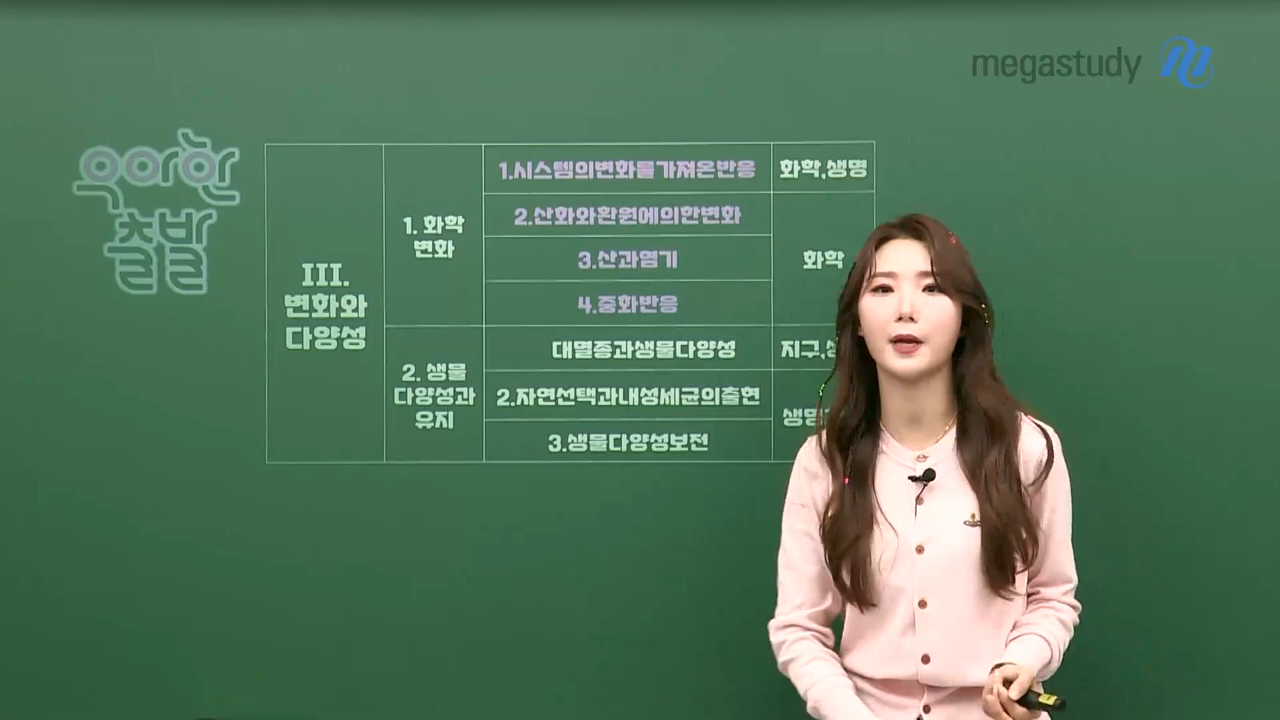 megastudy
우아한
출발
III.
변화와
다양성
1. 화학
변화
1.시스템의변화를가져온반응
화학,생명
2.산화와환원에의한변화
3.산과염기
화학
4.중화반응
2. 생물
다양성과
유지
대멸종과생물다양성
지구,
2.자연선택과내성세균의출현
생명
3.생물다양성보전